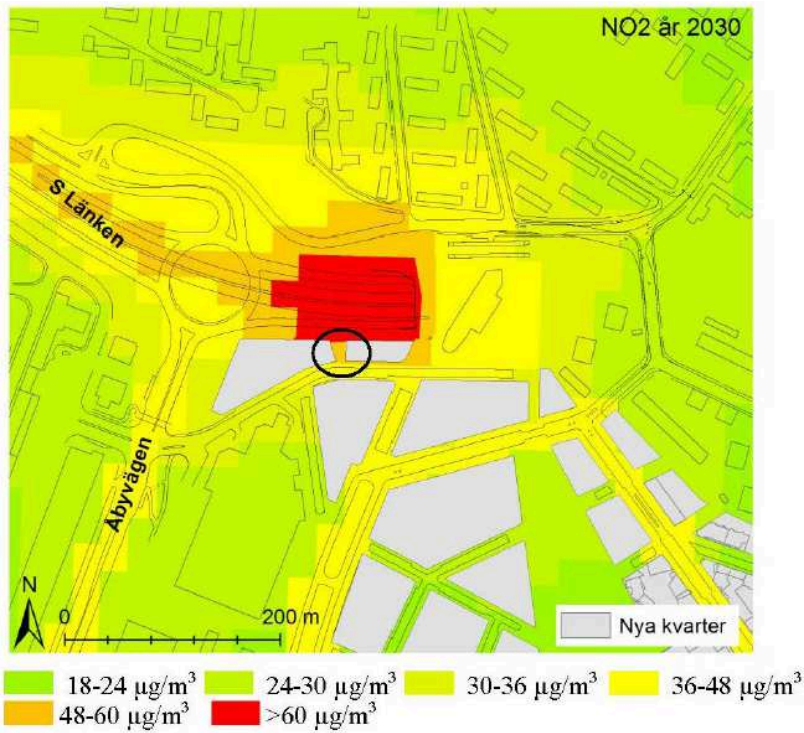 NO2 år 2030
S Länken
Åbyvägen
N
0 200 m
Nya kvarter
18-24 µg/m³ 24-30 µg/m³ 30-36 µg/m³ 36-48 µg/m³
48-60 µg/m³ >60 µg/m³